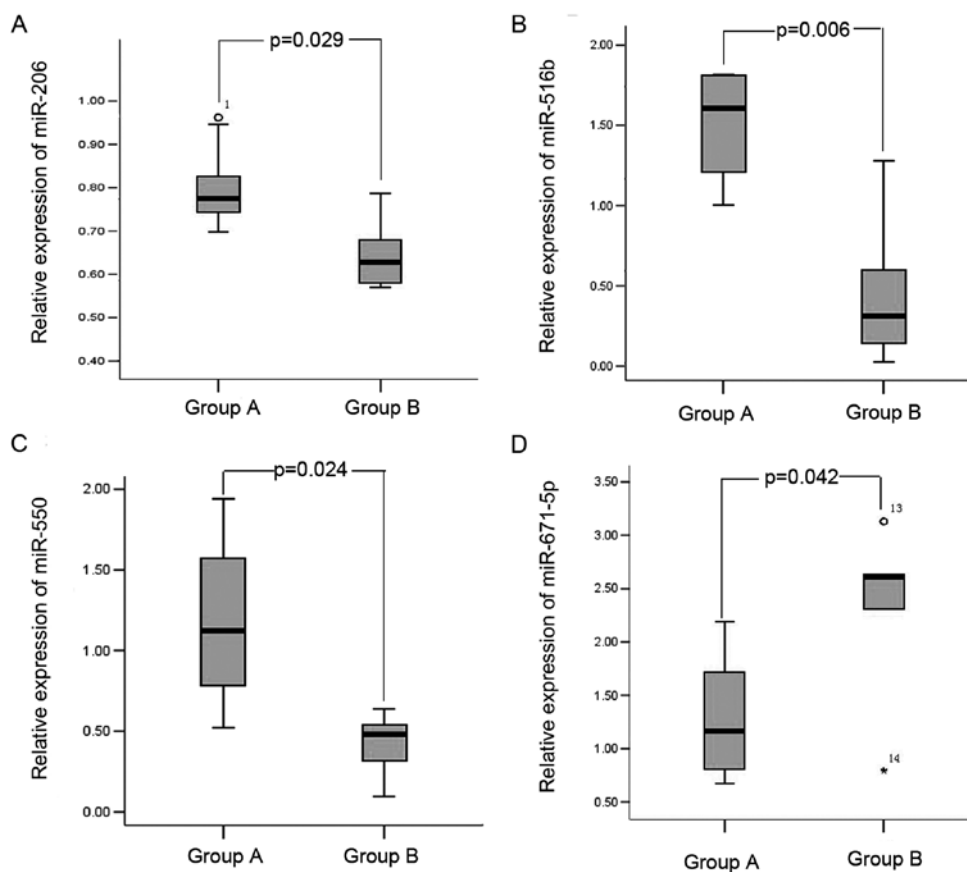 A
Relative expression of miR-206
p=0.029
1
1.00
0.90
0.80
0.70
0.60
0.50
0.40
Group A
Group B
B
Relative expression of miR-516b
p=0.006
2.00
1.50
1.00
0.50
0.00
Group A
Group B
C
Relative expression of miR-550
p=0.024
2.00
1.50
1.00
0.50
0.00
Group A
Group B
D
Relative expression of miR-671-5p
p=0.042
13
14
3.50
3.00
2.50
2.00
1.50
1.00
0.50
Group A
Group B